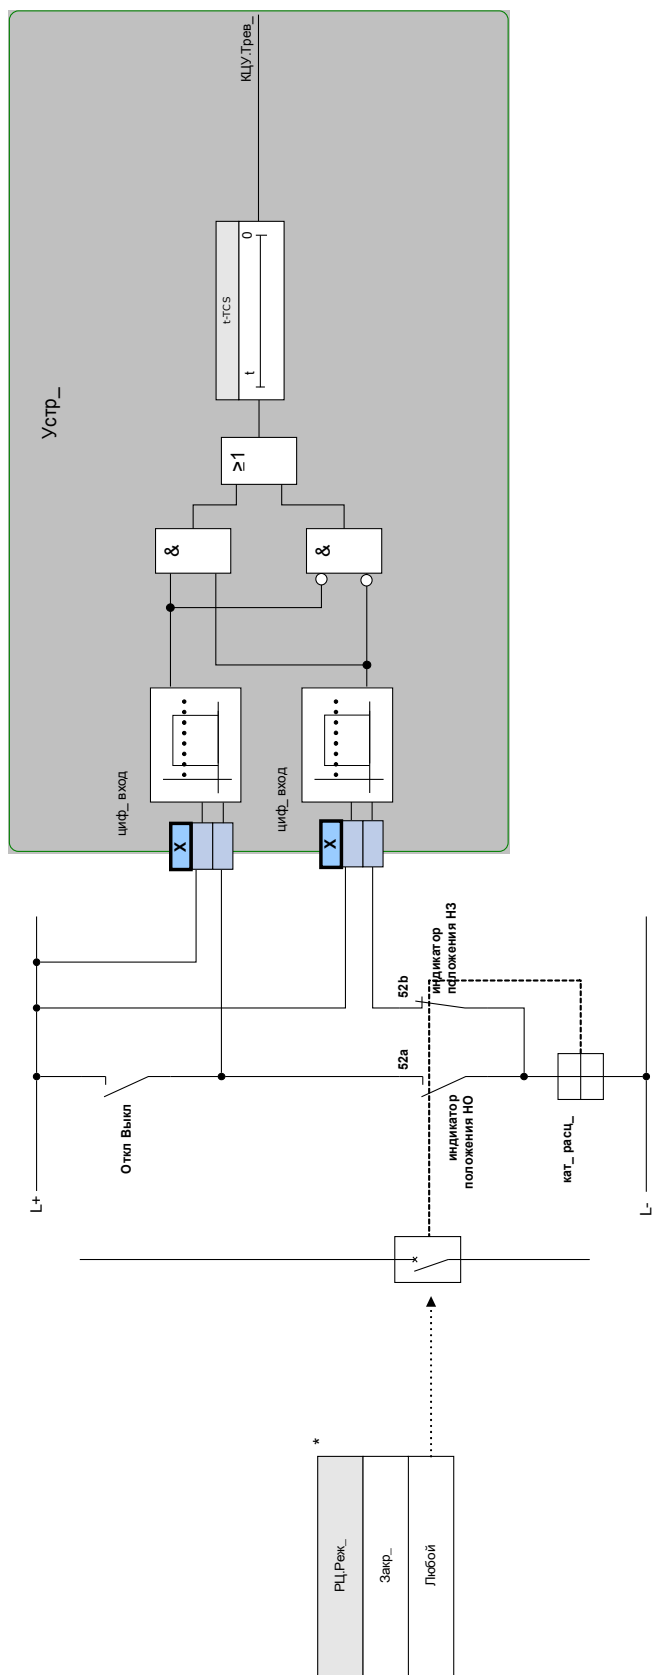 КЦУ.Трев_
t-TCS
t
0
Устр_
≥1
&
&
циф_ вход
циф_ вход
X
X
52b
индикатор
положения НЗ
52a
индикатор
положения НО
Откл Выкл
кат_ расц_
L+
L-
*
РЦ.Реж_
Закр_
Любой